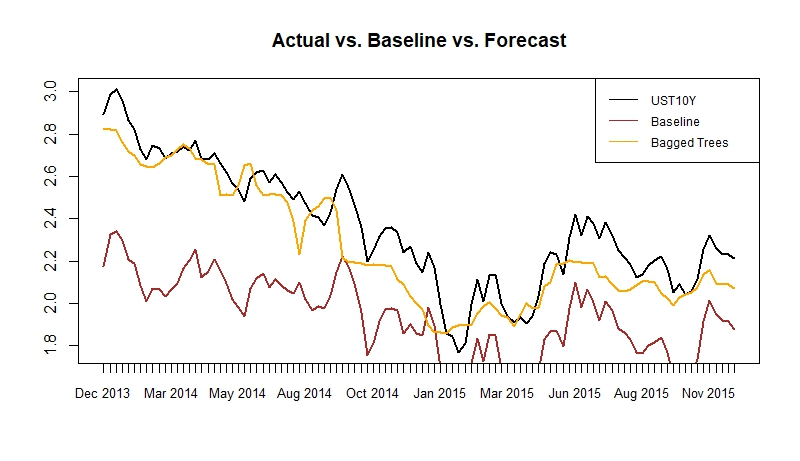 Actual vs. Baseline vs. Forecast
UST10Y
Baseline
Bagged Trees
3.0
2.8
2.6
2.4
2.2
2.0
1.8
Dec 2013 Mar 2014 May 2014 Aug 2014 Oct 2014 Jan 2015 Mar 2015 Jun 2015 Aug 2015 Nov 2015